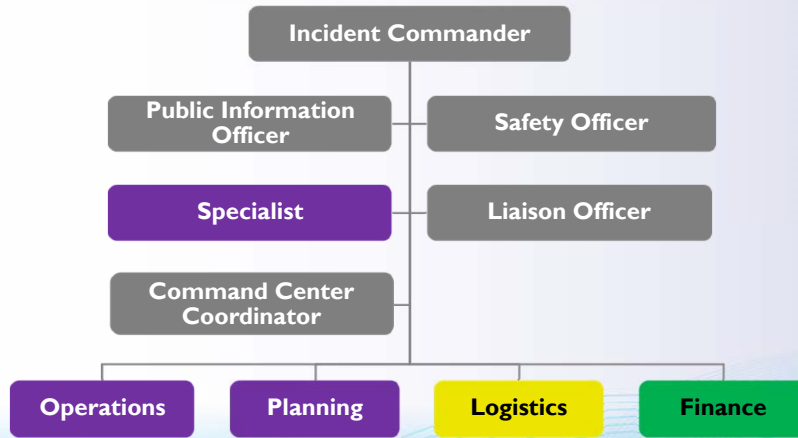 Incident Commander
Public Information
Officer
Safety Officer
Specialist
Liaison Officer
Command Center
Coordinator
Operations
Planning
Logistics
Finance